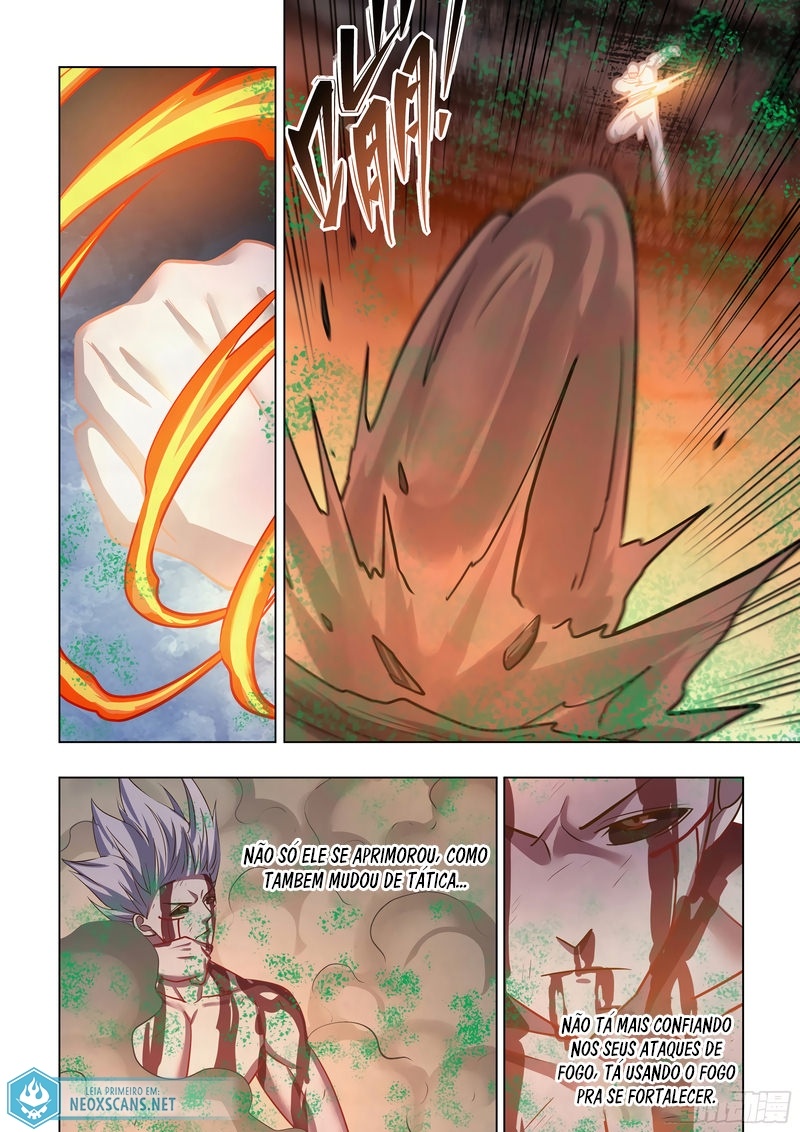 NÃO SÓ ELE SE APRIMOROU, COMO
TAMBEM MUDOU DE TÁTICA...
NÃO TÁ MAIS CONFIANDO
NOS SEUS ATAQUES DE
FOGO, TÁ USANDO O FOGO
PRA SE FORTALECER.
LEIA PRIMEIRO EM:
NEOXSCANS.NET